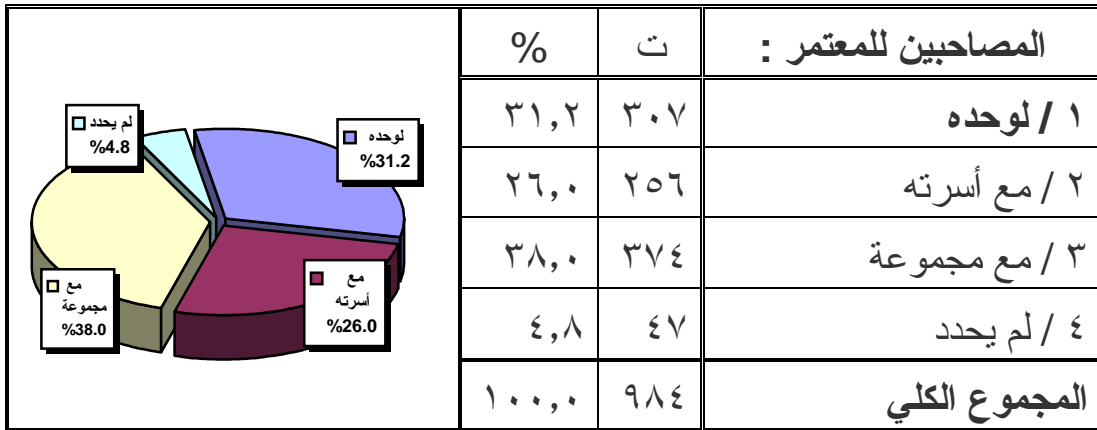 المصاحبين للمعتمر : ت %
١ / لوحده ٣٠٧ ٣١,٢
٢ / مع أسرته ٢٥٦ ٢٦,٠
٣ / مع مجموعة ٣٧٤ ٣٨,٠
٤ / لم يحدد ٤٧ ٤,٨
المجموع الكلي ٩٨٤ ١٠٠,٠
لوحده
%31.2
لم يحدد
%4.8
مع
أسرته
%26.0
مع
مجموعة
%38.0